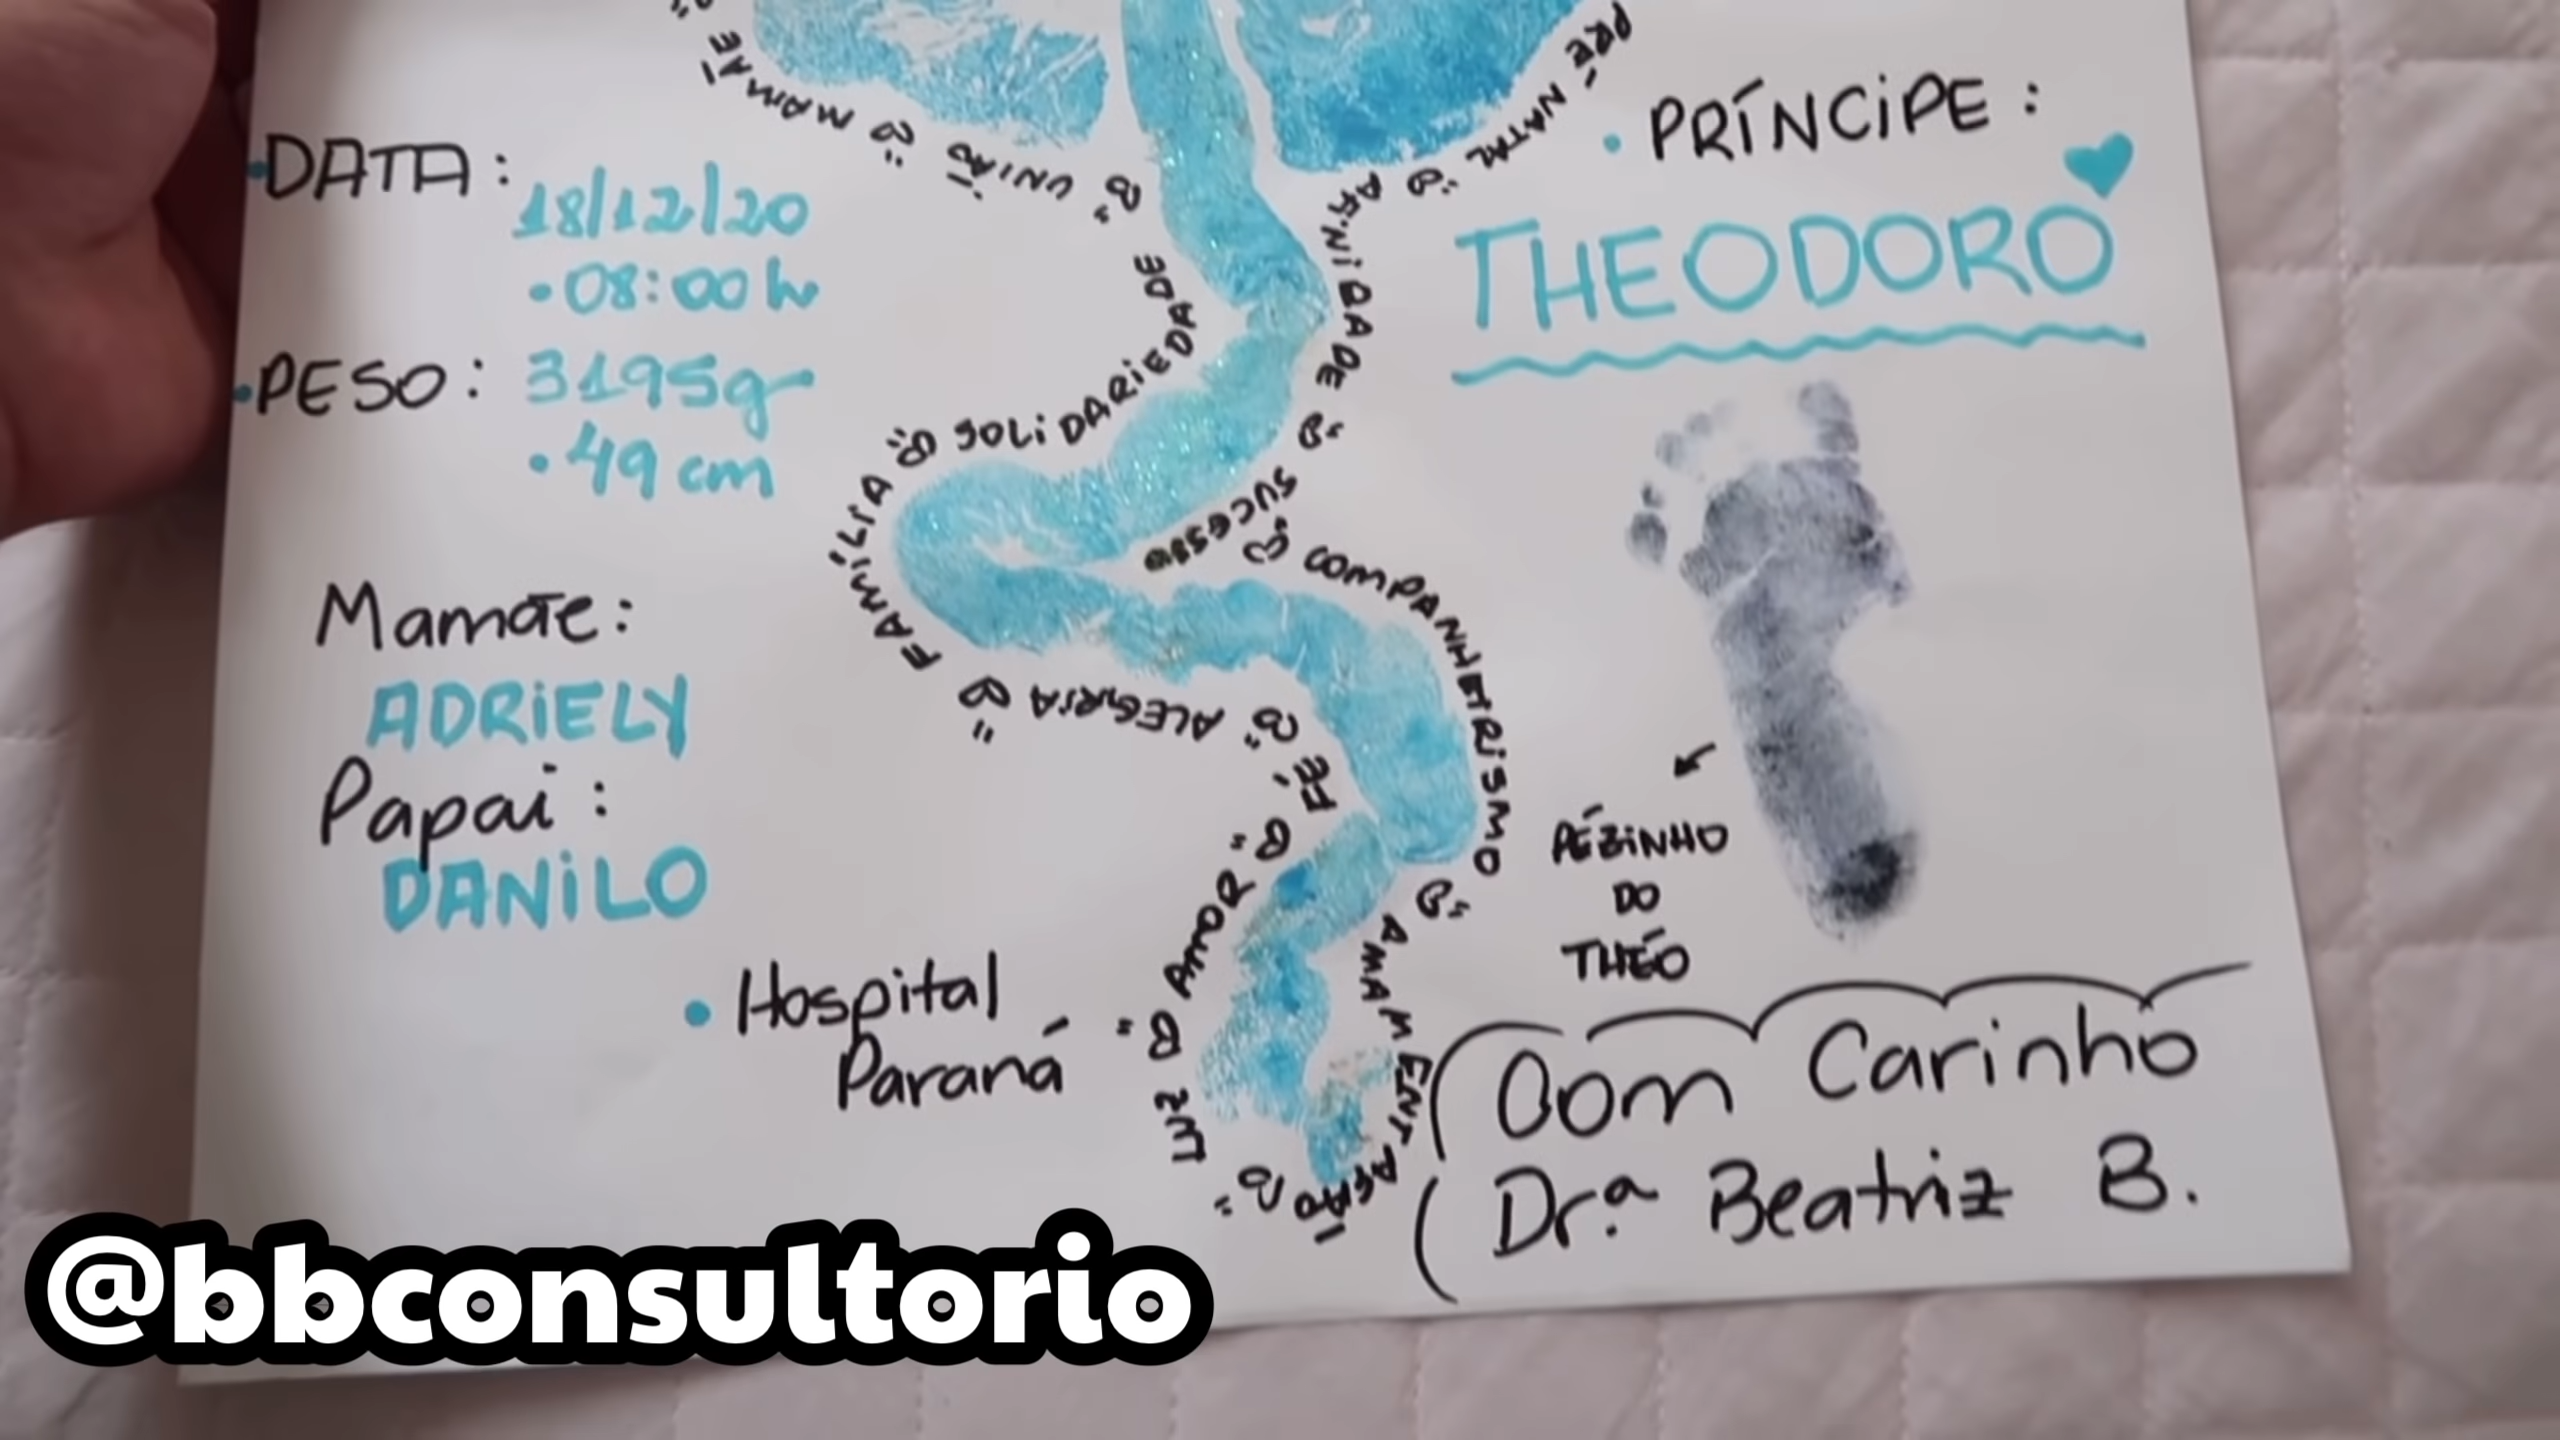 MAMÃE
UNIÃO
PRÉ-NATAL
PRÍNCIPE:
THEODORO
DATA:
18/12/20
08:00 h
PESO: 3195g
49 cm
AFINIDADE
SOLIDARIEDADE
SUCESSO
FAMÍLIA
COMPANHEIRISMO
ALEGRIA
FÉ
Mamãe:
ADRIELY
Papai:
DANILO
AMOR
AMAMENTAÇÃO
LUZ
PÉZINHO
DO
THÉO
Hospital
Paraná
Com Carinho
Drª Beatriz B.
@bbconsultorio